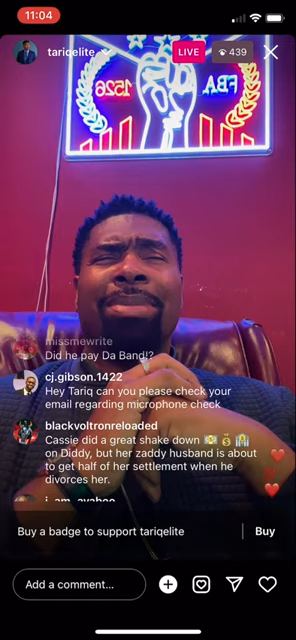 11:04
tariqelite
LIVE
439
1526
FBA
missmewrite
Did he pay Da Band!?
cj.gibson.1422
Hey Tariq can you please check your
email regarding microphone check
blackvoltronreloaded
Cassie did a great shake down 💵 💰 🤑
on Diddy, but her zaddy husband is about
to get half of her settlement when he
divorces her.
Buy a badge to support tariqelite
Buy
Add a comment...